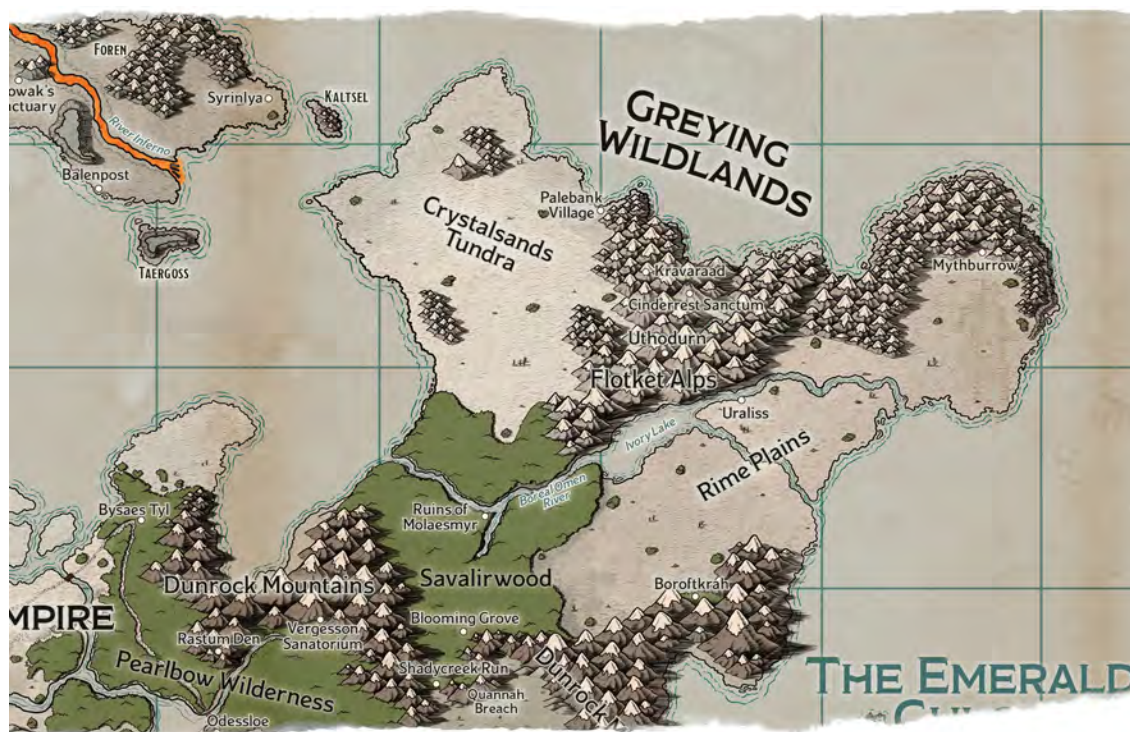 FOREN
Syrinlya
KALTSEL
River Inferno
Balenpost
TAERGOSS
GREYING
WILDLANDS
Palebank
Village
Crystalsands
Tundra
Kravaraad
Cinderrest Sanctum
Mythburrow
Uthodurn
Flotket Alps
Uraliss
Ivory Lake
Rime Plains
Boreal Omen
River
Bysaes Tyl
Ruins of
Molaesmyr
Dunrock Mountains
Savalirwood
Boroftkrah
MPIRE
Blooming Grove
Vergesson
Sanatorium
Rastum Den
Pearlbow Wilderness
Shadycreek Run
Quannah
Breach
Dunrock M
Odessloe
THE EMERALD